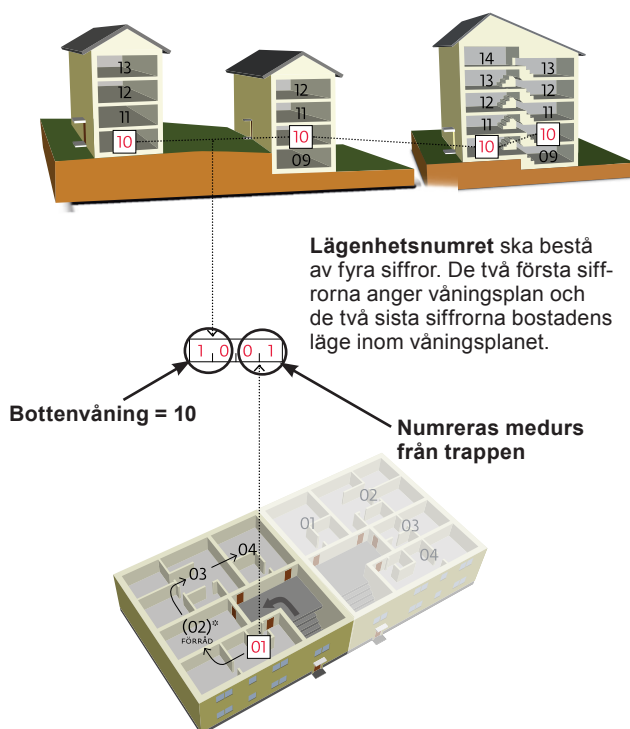 13
12
11
10
12
11
10
09
14
13
12
11
10
13
12
11
10
09
Lägenhetsnumret ska bestå
av fyra siffror. De två första siff-
rorna anger våningsplan och
de två sista siffrorna bostadens
läge inom våningsplanet.
1 0 0 1
Bottenvåning = 10
Numreras medurs
från trappen
01
02
03
04
04
03
(02)*
FÖRRÅD
01